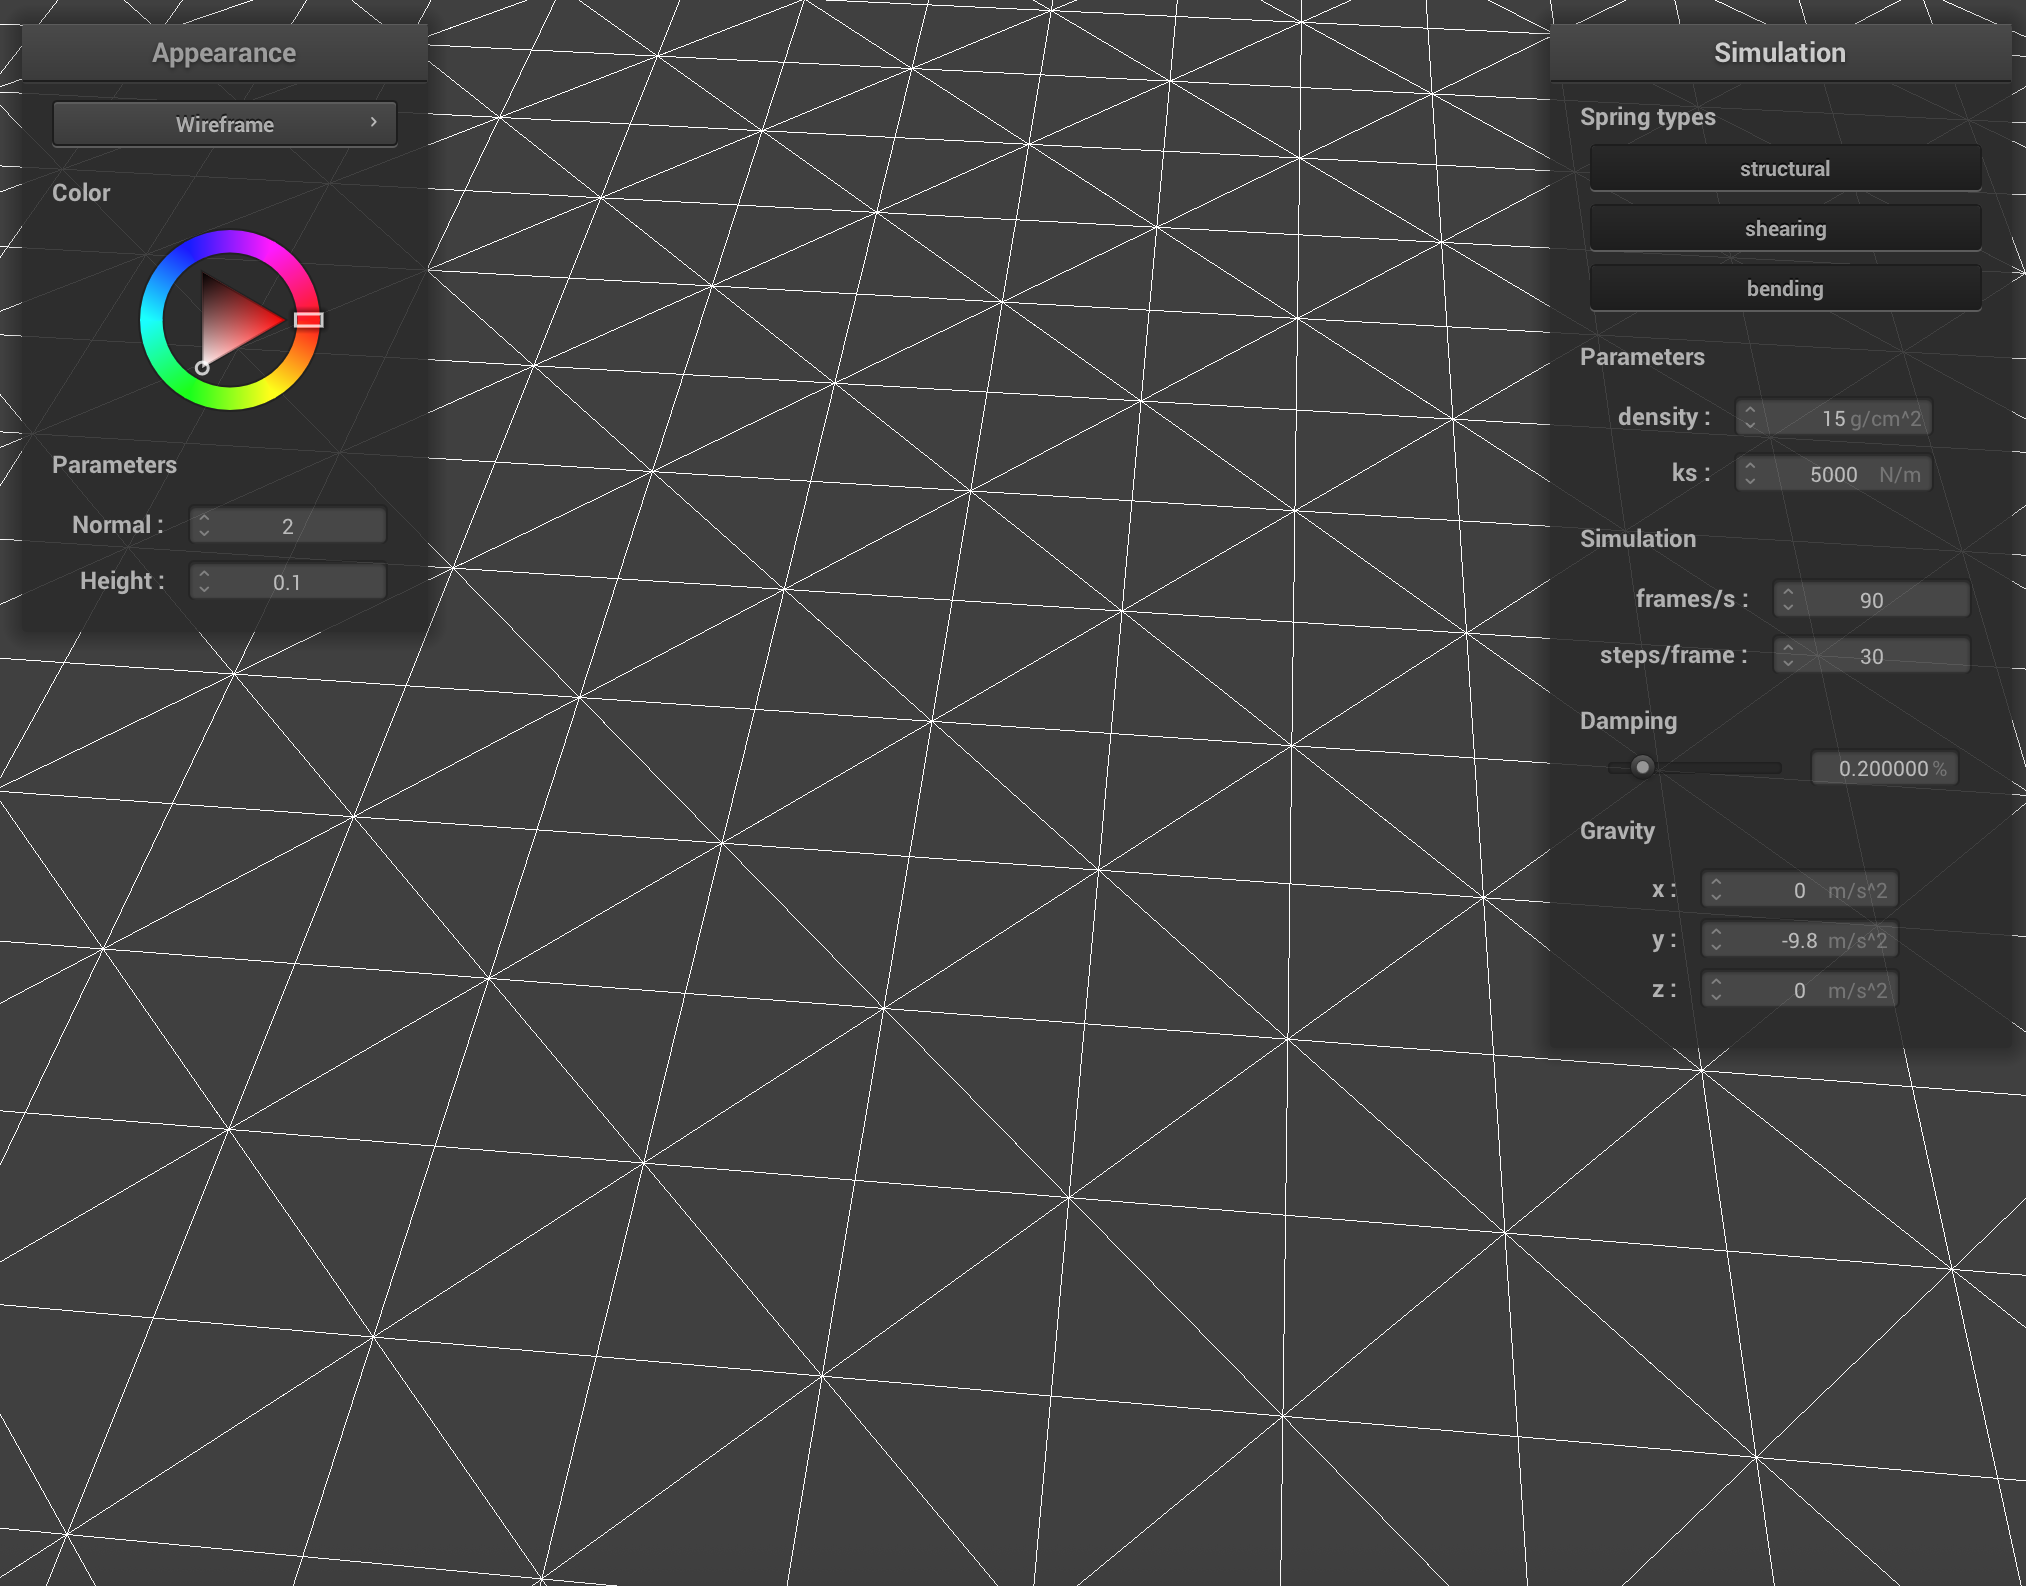 Appearance
Wireframe
Color
Parameters
Normal : 2
Height : 0.1
Simulation
Spring types
structural
shearing
bending
Parameters
density : 15 g/cm^2
ks : 5000 N/m
Simulation
frames/s : 90
steps/frame : 30
Damping
0.200000 %
Gravity
x : 0 m/s^2
y : -9.8 m/s^2
z : 0 m/s^2